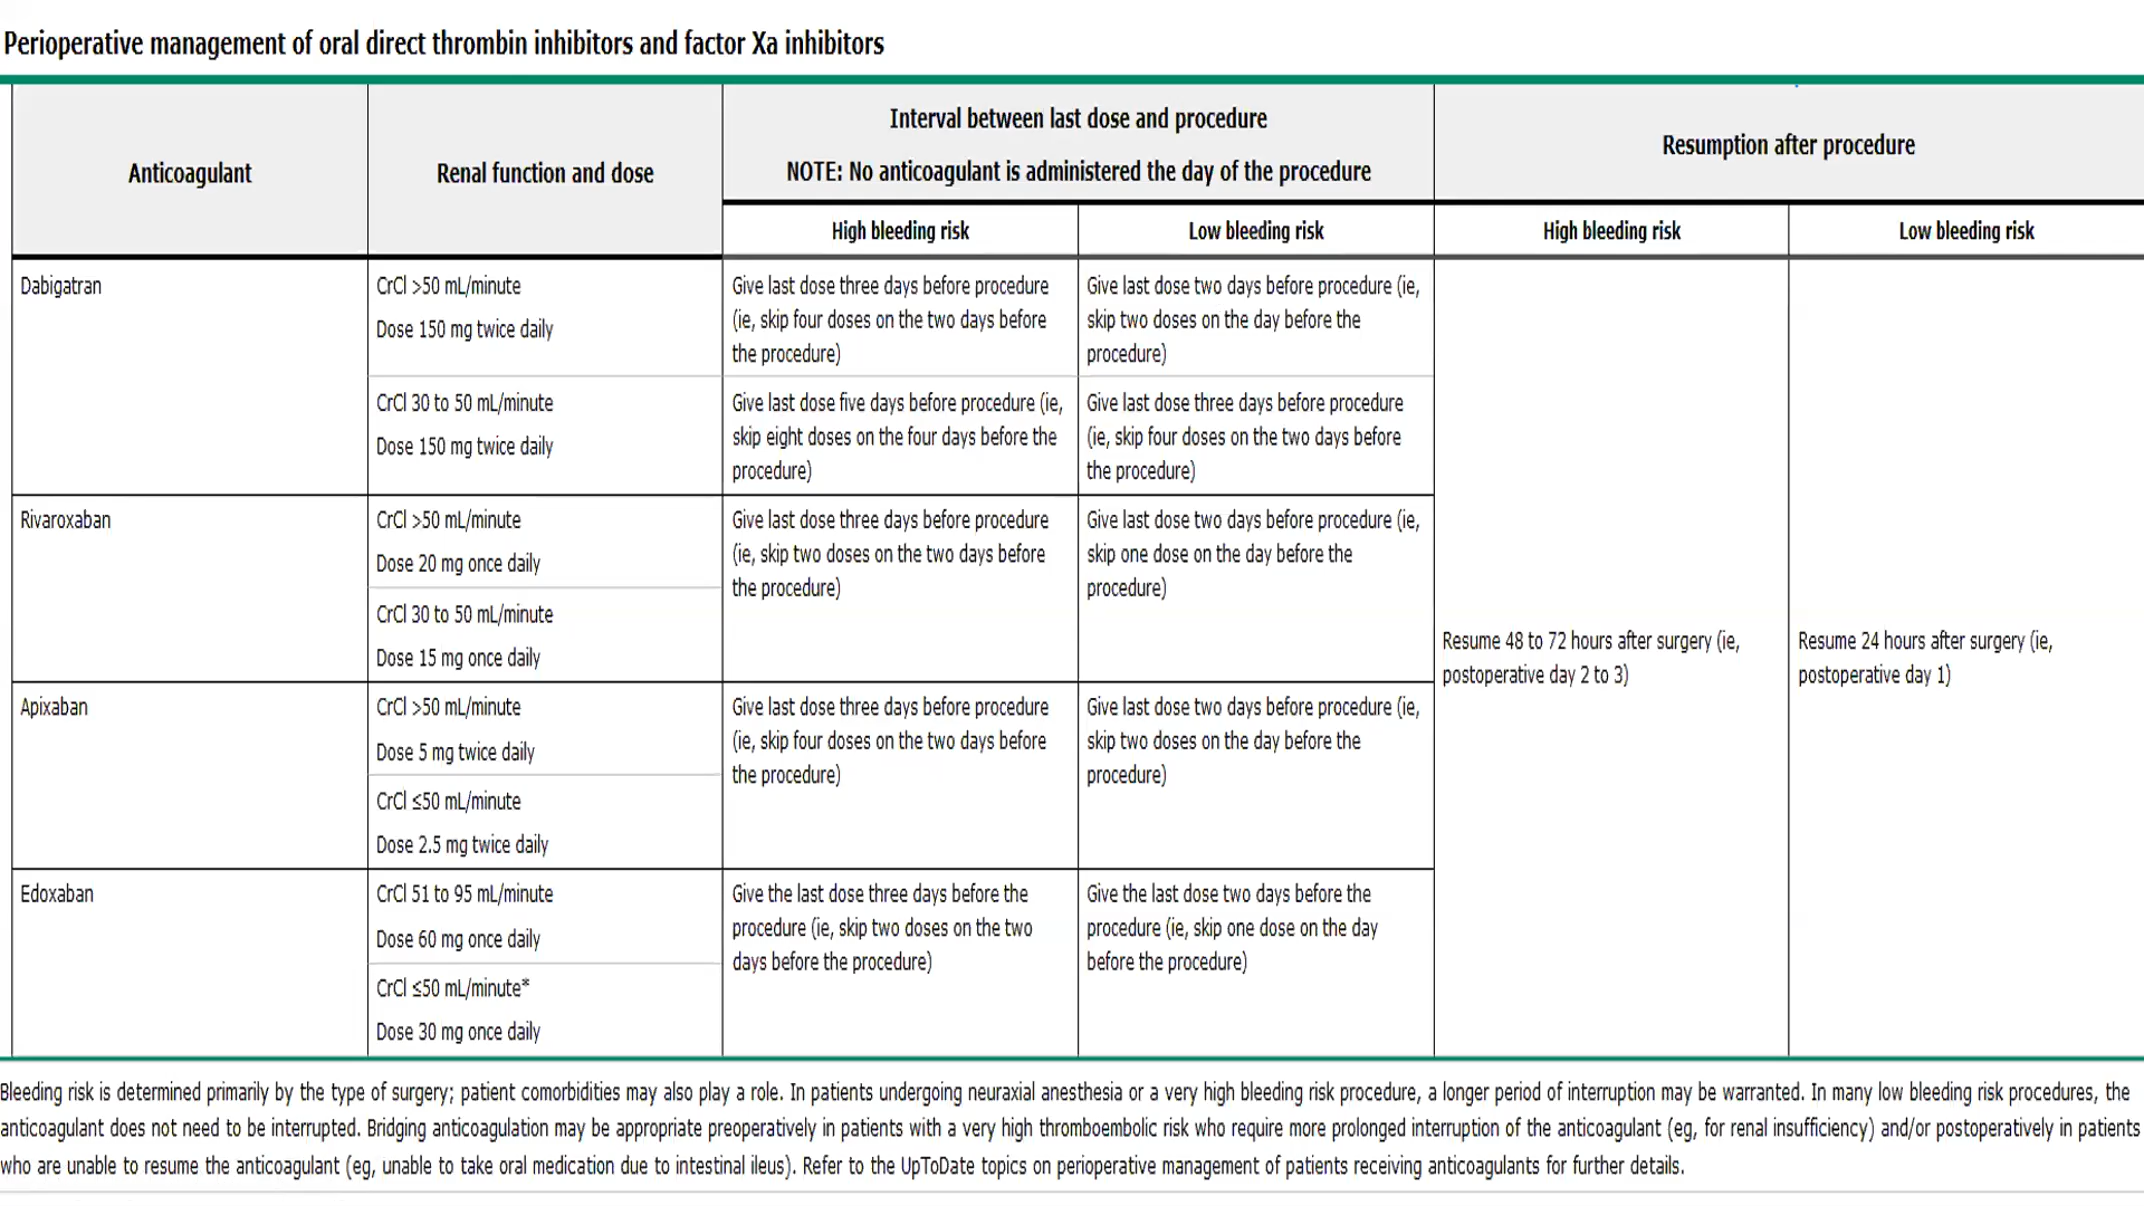 Perioperative management of oral direct thrombin inhibitors and factor Xa inhibitors
Anticoagulant
Renal function and dose
Interval between last dose and procedure
NOTE: No anticoagulant is administered the day of the procedure
Resumption after procedure
High bleeding risk
Low bleeding risk
High bleeding risk
Low bleeding risk
Dabigatran
CrCl >50 mL/minute
Dose 150 mg twice daily
Give last dose three days before procedure
(ie, skip four doses on the two days before
the procedure)
Give last dose two days before procedure (ie,
skip two doses on the day before the
procedure)
CrCl 30 to 50 mL/minute
Dose 150 mg twice daily
Give last dose five days before procedure (ie,
skip eight doses on the four days before the
procedure)
Give last dose three days before procedure
(ie, skip four doses on the two days before
the procedure)
Rivaroxaban
CrCl >50 mL/minute
Dose 20 mg once daily
CrCl 30 to 50 mL/minute
Dose 15 mg once daily
Give last dose three days before procedure
(ie, skip two doses on the two days before
the procedure)
Give last dose two days before procedure (ie,
skip one dose on the day before the
procedure)
Apixaban
CrCl >50 mL/minute
Dose 5 mg twice daily
CrCl ≤50 mL/minute
Dose 2.5 mg twice daily
Give last dose three days before procedure
(ie, skip four doses on the two days before
the procedure)
Give last dose two days before procedure (ie,
skip two doses on the day before the
procedure)
Edoxaban
CrCl 51 to 95 mL/minute
Dose 60 mg once daily
CrCl ≤50 mL/minute*
Dose 30 mg once daily
Give the last dose three days before the
procedure (ie, skip two doses on the two
days before the procedure)
Give the last dose two days before the
procedure (ie, skip one dose on the day
before the procedure)
Resume 48 to 72 hours after surgery (ie,
postoperative day 2 to 3)
Resume 24 hours after surgery (ie,
postoperative day 1)
Bleeding risk is determined primarily by the type of surgery; patient comorbidities may also play a role. In patients undergoing neuraxial anesthesia or a very high bleeding risk procedure, a longer period of interruption may be warranted. In many low bleeding risk procedures, the
anticoagulant does not need to be interrupted. Bridging anticoagulation may be appropriate preoperatively in patients with a very high thromboembolic risk who require more prolonged interruption of the anticoagulant (eg, for renal insufficiency) and/or postoperatively in patients
who are unable to resume the anticoagulant (eg, unable to take oral medication due to intestinal ileus). Refer to the UpToDate topics on perioperative management of patients receiving anticoagulants for further details.